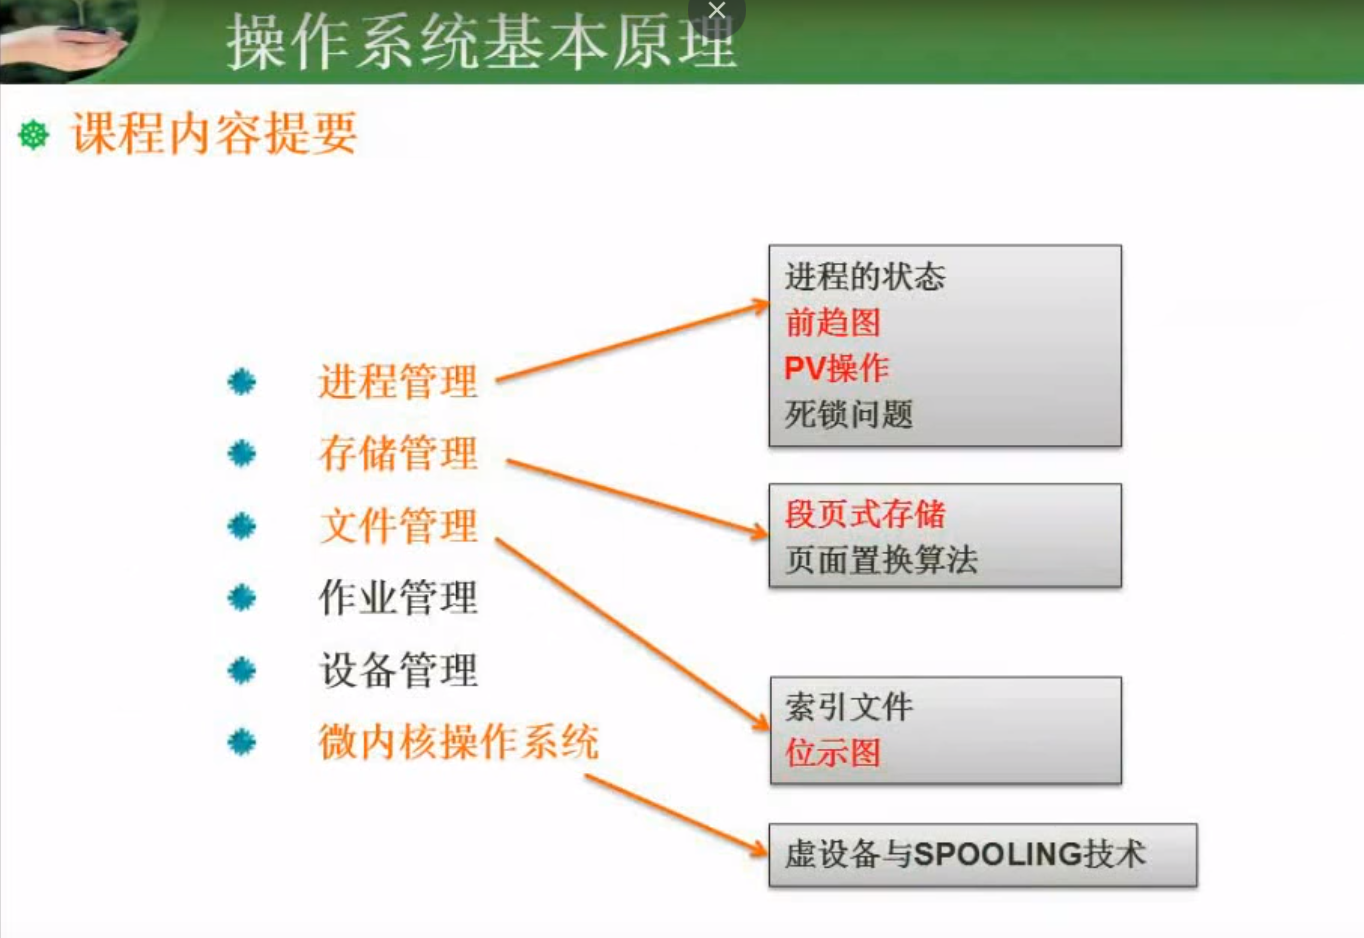 操作系统基本原理
课程内容提要
进程管理
存储管理
文件管理
作业管理
设备管理
微内核操作系统
进程的状态
前趋图
PV操作
死锁问题
段页式存储
页面置换算法
索引文件
位示图
虚设备与SPOOLING技术